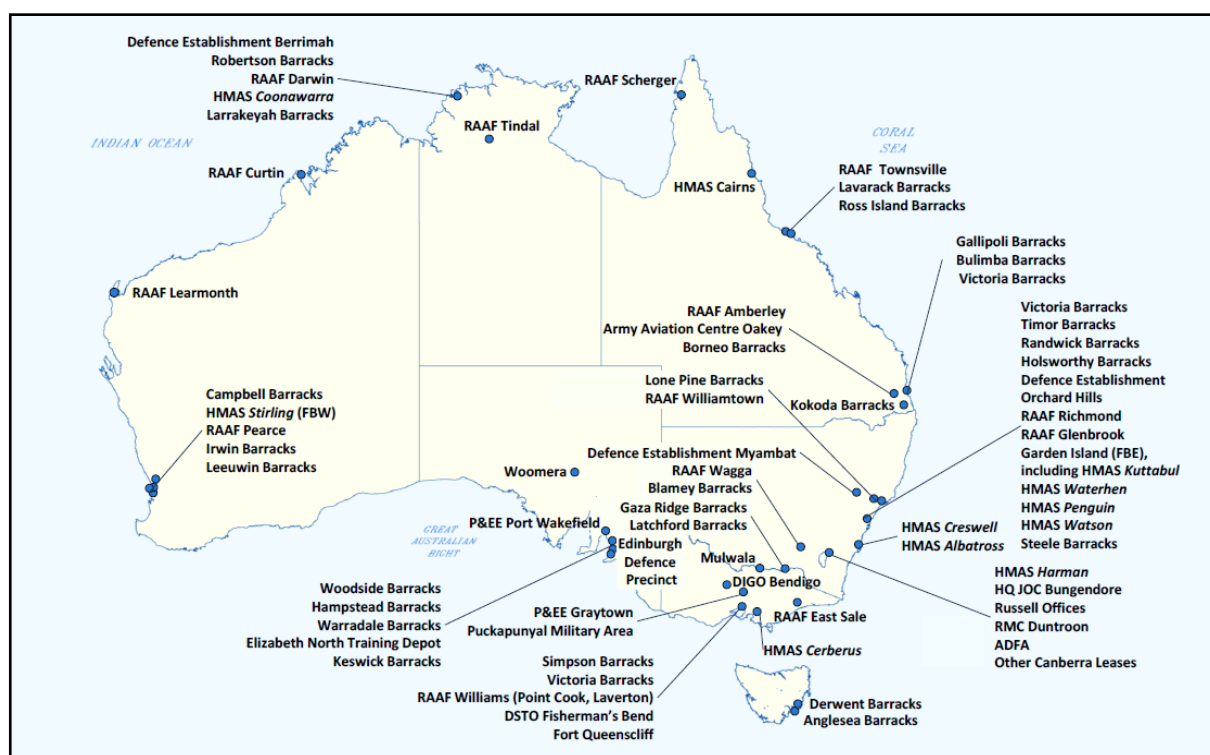 Defence Establishment Berrimah
Robertson Barracks
RAAF Darwin
HMAS Coonawarra
Larrakeyah Barracks
RAAF Scherger
RAAF Tindal
INDIAN OCEAN
CORAL
SEA
RAAF Curtin
HMAS Cairns
RAAF Townsville
Lavarack Barracks
Ross Island Barracks
Gallipoli Barracks
Bulimba Barracks
Victoria Barracks
RAAF Learmonth
RAAF Amberley
Army Aviation Centre Oakey
Borneo Barracks
Victoria Barracks
Timor Barracks
Randwick Barracks
Holsworthy Barracks
Defence Establishment
Orchard Hills
RAAF Richmond
RAAF Glenbrook
Garden Island (FBE),
including HMAS Kuttabul
HMAS Waterhen
HMAS Penguin
HMAS Watson
Steele Barracks
Lone Pine Barracks
RAAF Williamtown
Kokoda Barracks
Campbell Barracks
HMAS Stirling (FBW)
RAAF Pearce
Irwin Barracks
Leeuwin Barracks
Woomera
Defence Establishment Myambat
RAAF Wagga
Blamey Barracks
Gaza Ridge Barracks
Latchford Barracks
P&EE Port Wakefield
GREAT
AUSTRALIAN
BIGHT
Edinburgh
Defence
Precinct
Mulwala
DIGO Bendigo
HMAS Creswell
HMAS Albatross
Woodside Barracks
Hampstead Barracks
Warradale Barracks
Elizabeth North Training Depot
Keswick Barracks
P&EE Graytown
Puckapunyal Military Area
RAAF East Sale
HMAS Harman
HQ JOC Bungendore
Russell Offices
RMC Duntroon
ADFA
Other Canberra Leases
HMAS Cerberus
Simpson Barracks
Victoria Barracks
RAAF Williams (Point Cook, Laverton)
DSTO Fisherman's Bend
Fort Queenscliff
Derwent Barracks
Anglesea Barracks